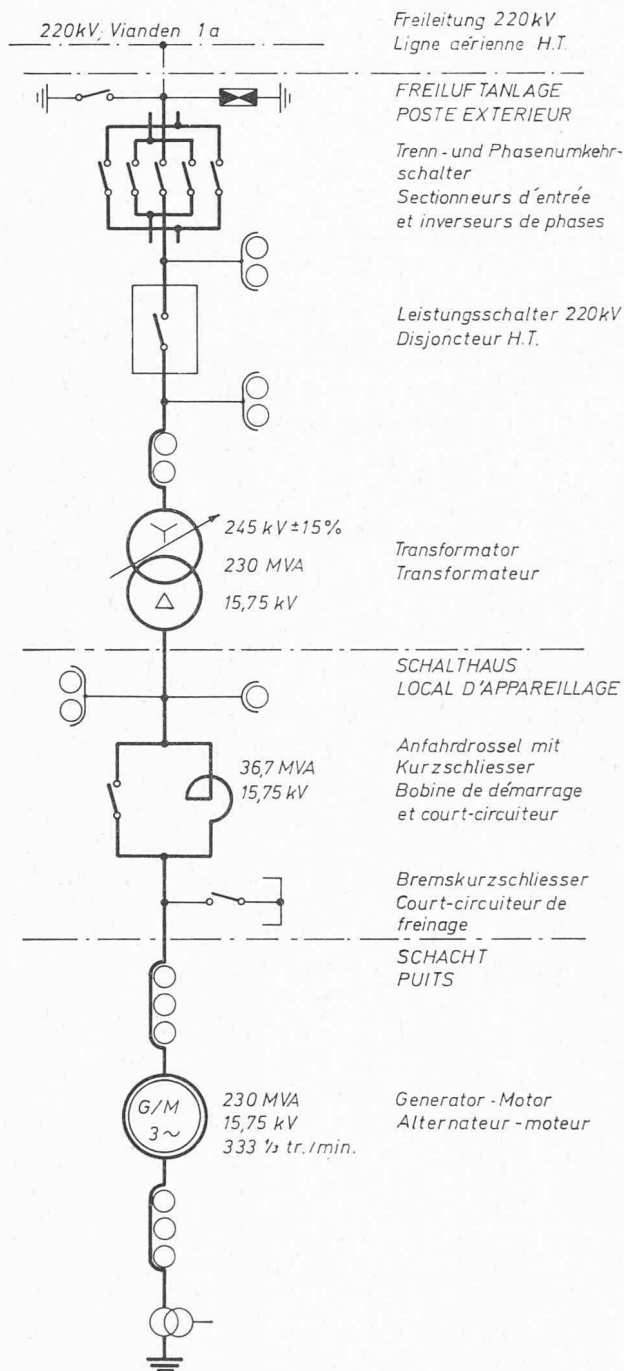 220kV, Vianden 1a
Freileitung 220kV
Ligne aérienne H.T.
FREILUFTANLAGE
POSTE EXTERIEUR
Trenn- und Phasenumkehr-
schalter
Sectionneurs d'entrée
et inverseurs de phases
Leistungsschalter 220kV
Disjoncteur H.T.
245 kV ±15%
230 MVA
15,75 kV
Transformator
Transformateur
SCHALTHAUS
LOCAL D'APPAREILLAGE
36,7 MVA
15,75 kV
Anfahrdrossel mit
Kurzschliesser
Bobine de démarrage
et court-circuiteur
Bremskurzschliesser
Court-circuiteur de
freinage
SCHACHT
PUITS
G/M
3~
230 MVA
15,75 kV
333 1/3 tr./min.
Generator-Motor
Alternateur-moteur